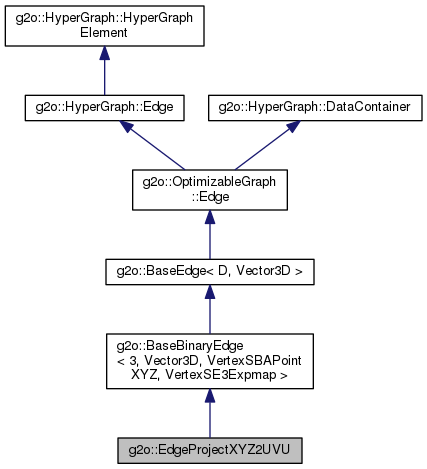 g2o::HyperGraph::HyperGraph
Element
g2o::HyperGraph::Edge
g2o::HyperGraph::DataContainer
g2o::OptimizableGraph
::Edge
g2o::BaseEdge< D, Vector3D >
g2o::BaseBinaryEdge
< 3, Vector3D, VertexSBAPoint
XYZ, VertexSE3Expmap >
g2o::EdgeProjectXYZ2UVU